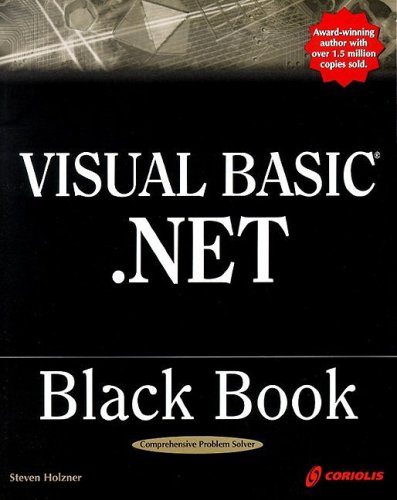 Award-winning
author with
over 1.5 million
copies sold.
VISUAL BASIC®
.NET
Black Book
Comprehensive Problem Solver
Steven Holzner
CORIOLIS